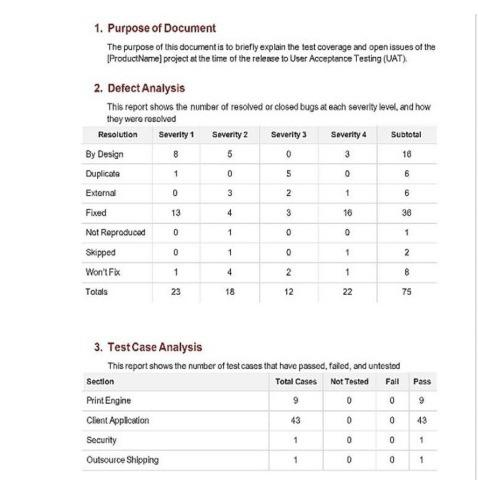 1. Purpose of Document
The purpose of this document is to briefly explain the test coverage and open issues of the
[ProductName] project at the time of the release to User Acceptance Testing (UAT).
2. Defect Analysis
This report shows the number of resolved or closed bugs at each severity level, and how
they were resolved
Resolution Severity 1 Severity 2 Severity 3 Severity 4 Subtotal
By Design 8 5 0 3 16
Duplicate 1 0 5 0 6
External 0 3 2 1 6
Fixed 13 4 3 16 36
Not Reproduced 0 1 0 0 1
Skipped 0 1 0 1 2
Won't Fix 1 4 2 1 8
Totals 23 18 12 22 75
3. Test Case Analysis
This report shows the number of test cases that have passed, failed, and untested
Section Total Cases Not Tested Fail Pass
Print Engine 9 0 0 9
Client Application 43 0 0 43
Security 1 0 0 1
Outsource Shipping 1 0 0 1